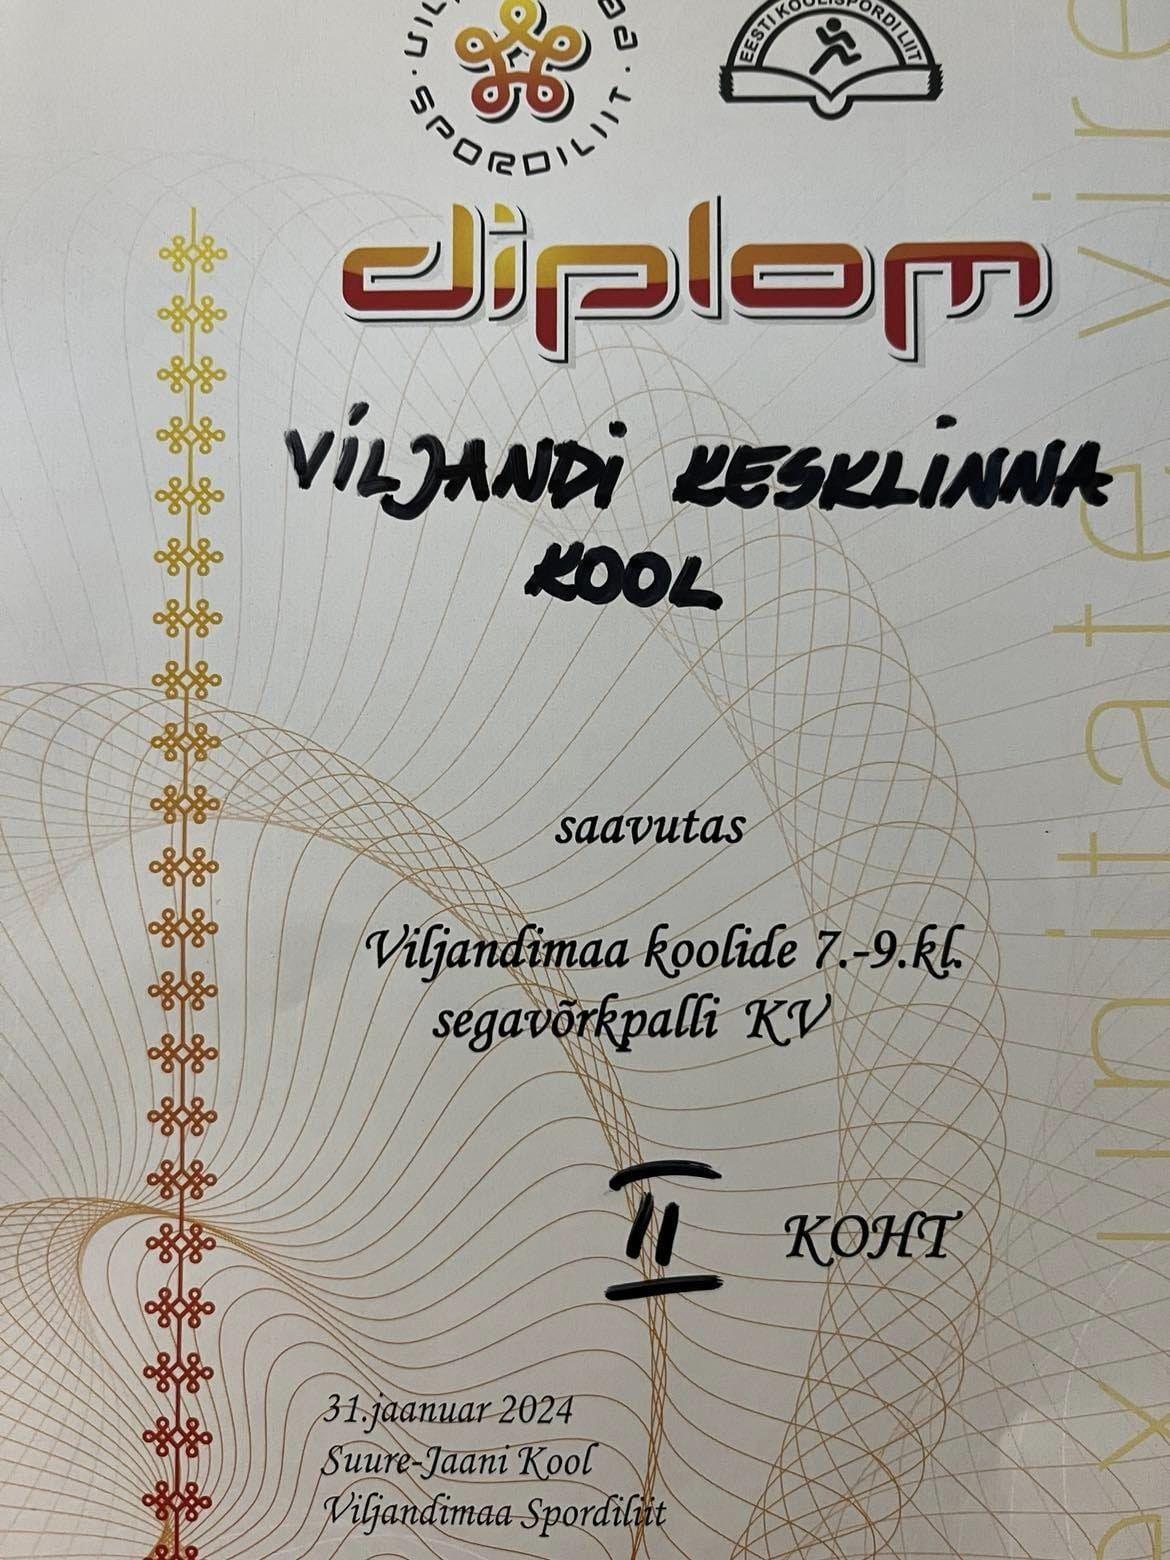 SPORDILIIT
EESTI KOOLISPORDI LIIT
diplom
VILJANDI KESKLINNA
KOOL
saavutas
Viljandimaa koolide 7.-9.kl.
segavõrkpalli KV
II KOHT
31.jaanuar 2024
Suure-Jaani Kool
Viljandimaa Spordiliit